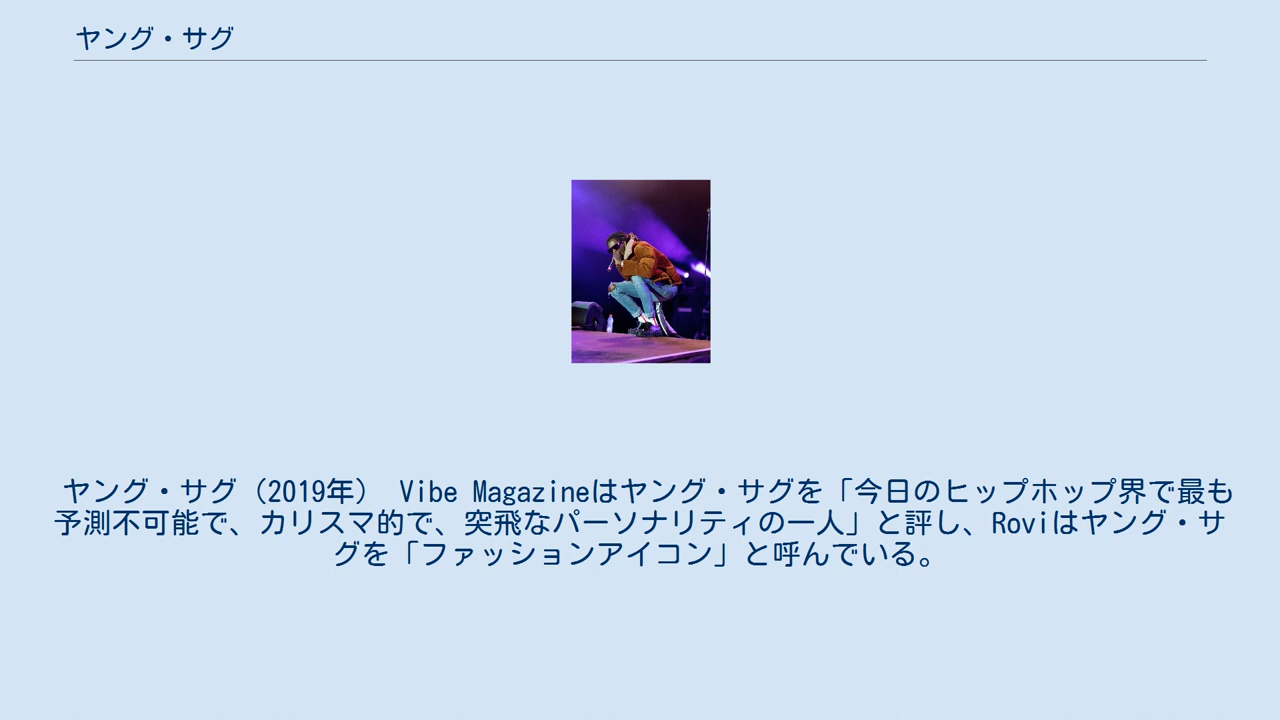 ヤング・サグ
ヤング・サグ（2019年） Vibe Magazineはヤング・サグを「今日のヒップホップ界で最も
予測不可能で、カリスマ的で、突飛なパーソナリティの一人」と評し、Roviはヤング・サ
グを「ファッションアイコン」と呼んでいる。